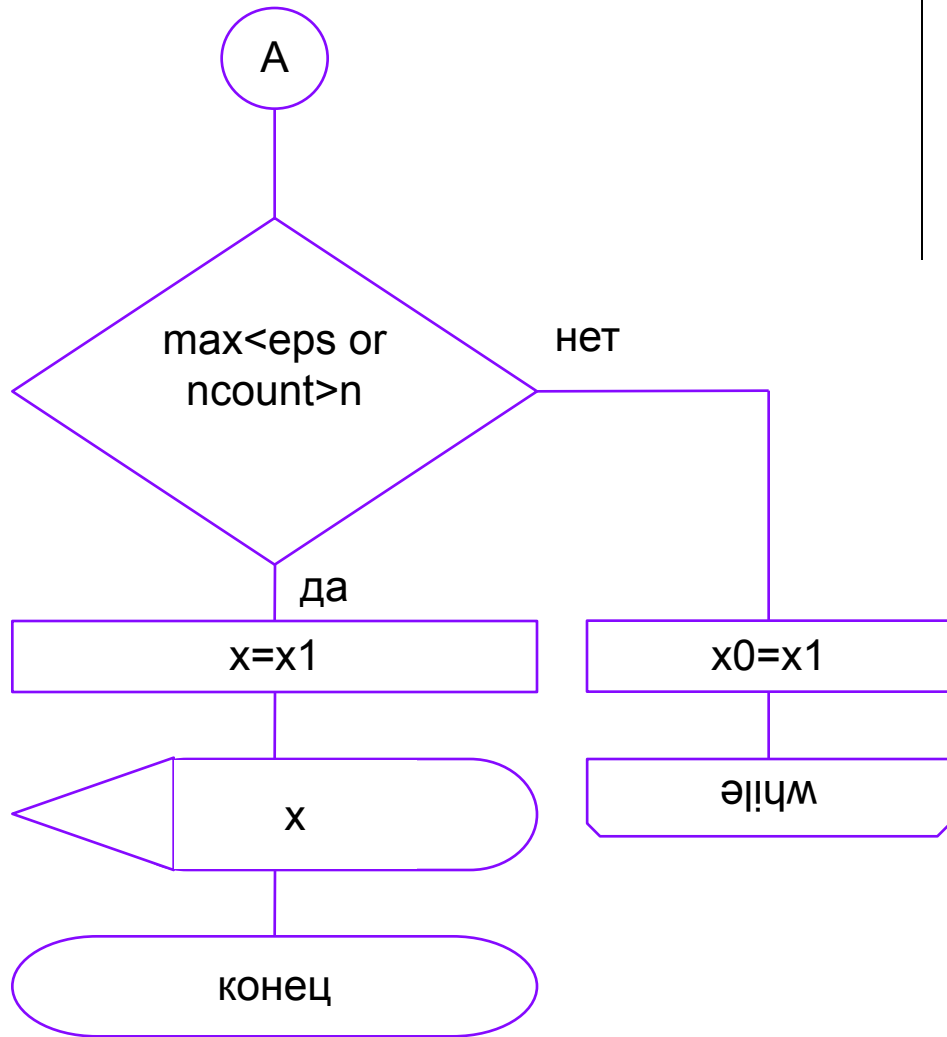 A
max<eps or
ncount>n
нет
да
x=x1
x0=x1
x
while
конец